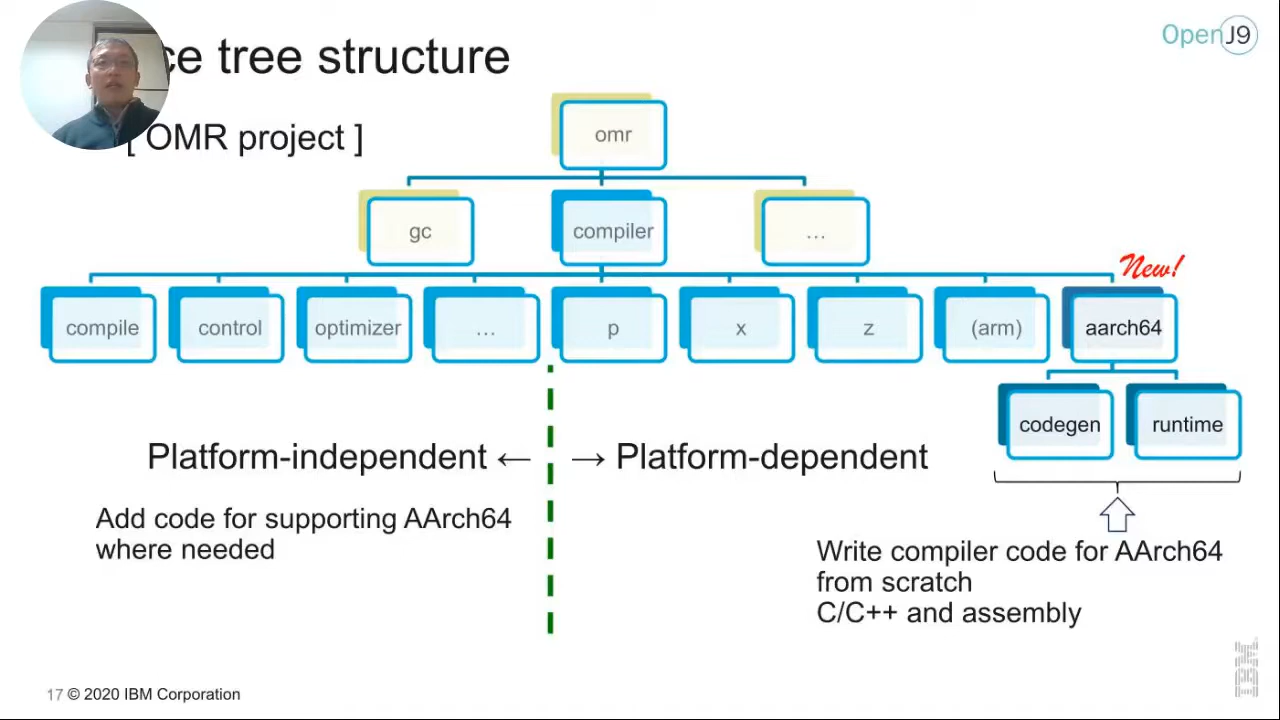 ce tree structure
OpenJ9
[ OMR project ]
omr
gc
compiler
...
New!
compile
control
optimizer
...
p
x
z
(arm)
aarch64
codegen
runtime
Platform-independent ←
→ Platform-dependent
Add code for supporting AArch64
where needed
Write compiler code for AArch64
from scratch
C/C++ and assembly
17 © 2020 IBM Corporation
IBM